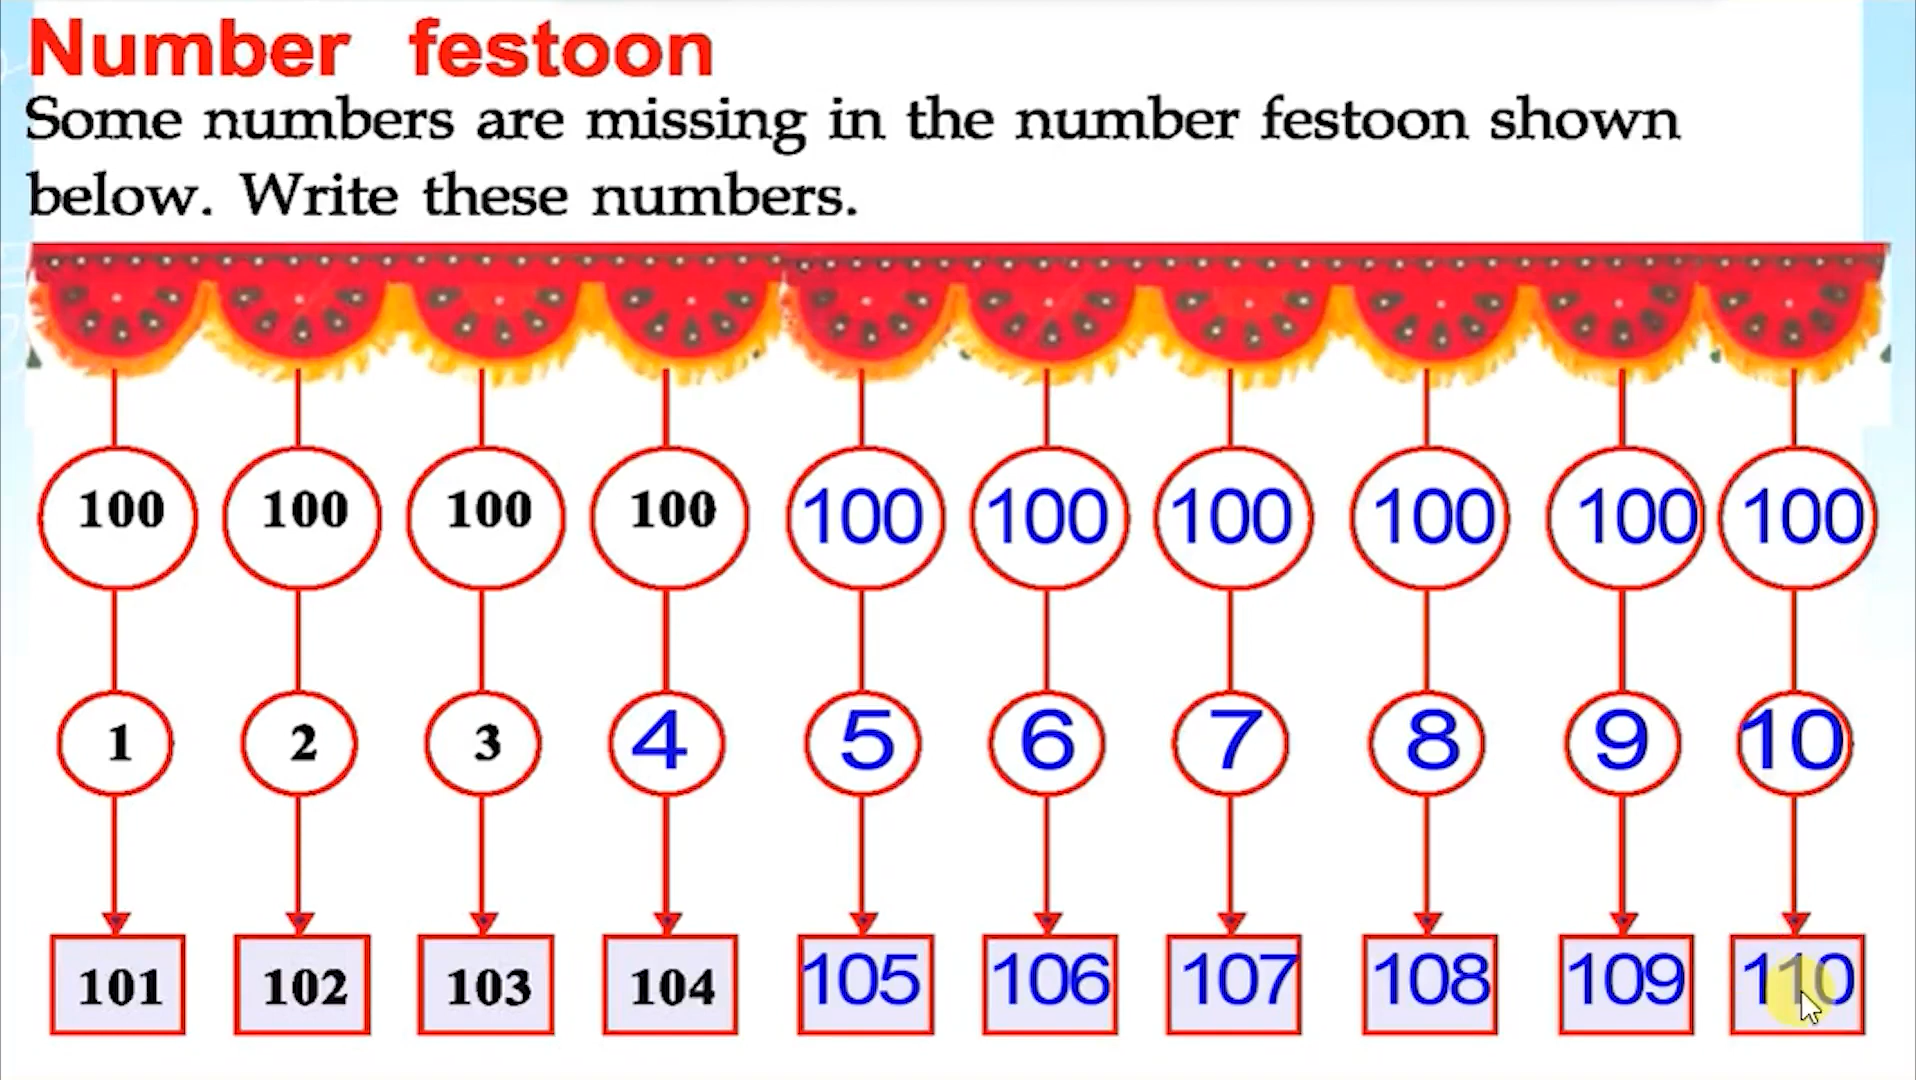 Number festoon
Some numbers are missing in the number festoon shown
below. Write these numbers.
100 100 100 100 100 100 100 100 100 100
1 2 3 4 5 6 7 8 9 10
101 102 103 104 105 106 107 108 109 110